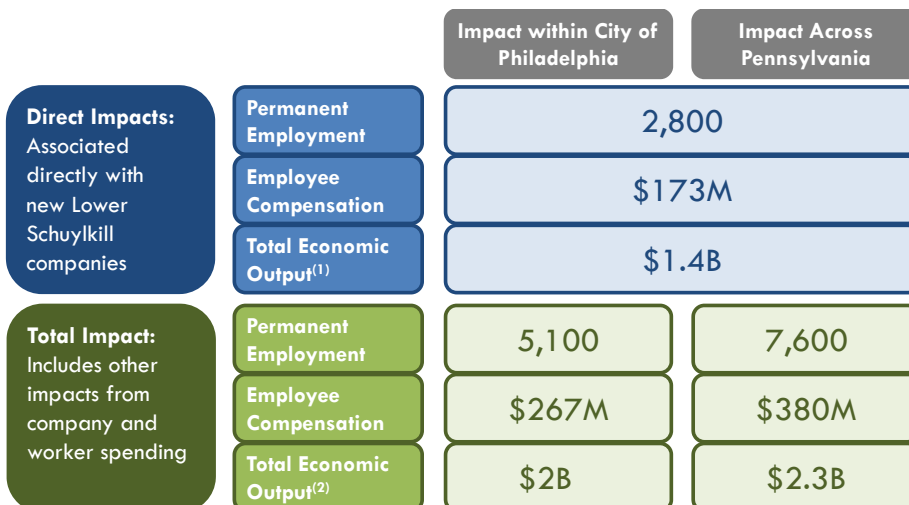 Impact within City of
Philadelphia
Impact Across
Pennsylvania
Direct Impacts:
Associated
directly with
new Lower
Schuylkill
companies
Permanent
Employment
2,800
Employee
Compensation
$173M
Total Economic
Output(1)
$1.4B
Total Impact:
Includes other
impacts from
company and
worker spending
Permanent
Employment
5,100
7,600
Employee
Compensation
$267M
$380M
Total Economic
Output(2)
$2B
$2.3B